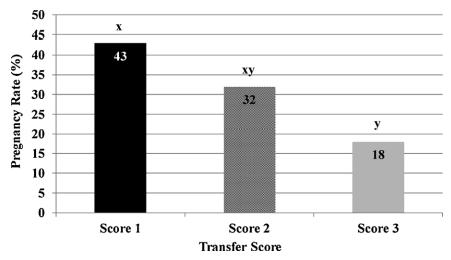 50
45
40
35
30
25
20
15
10
5
0
Pregnancy Rate (%)
x
43
xy
32
y
18
Score 1
Score 2
Score 3
Transfer Score